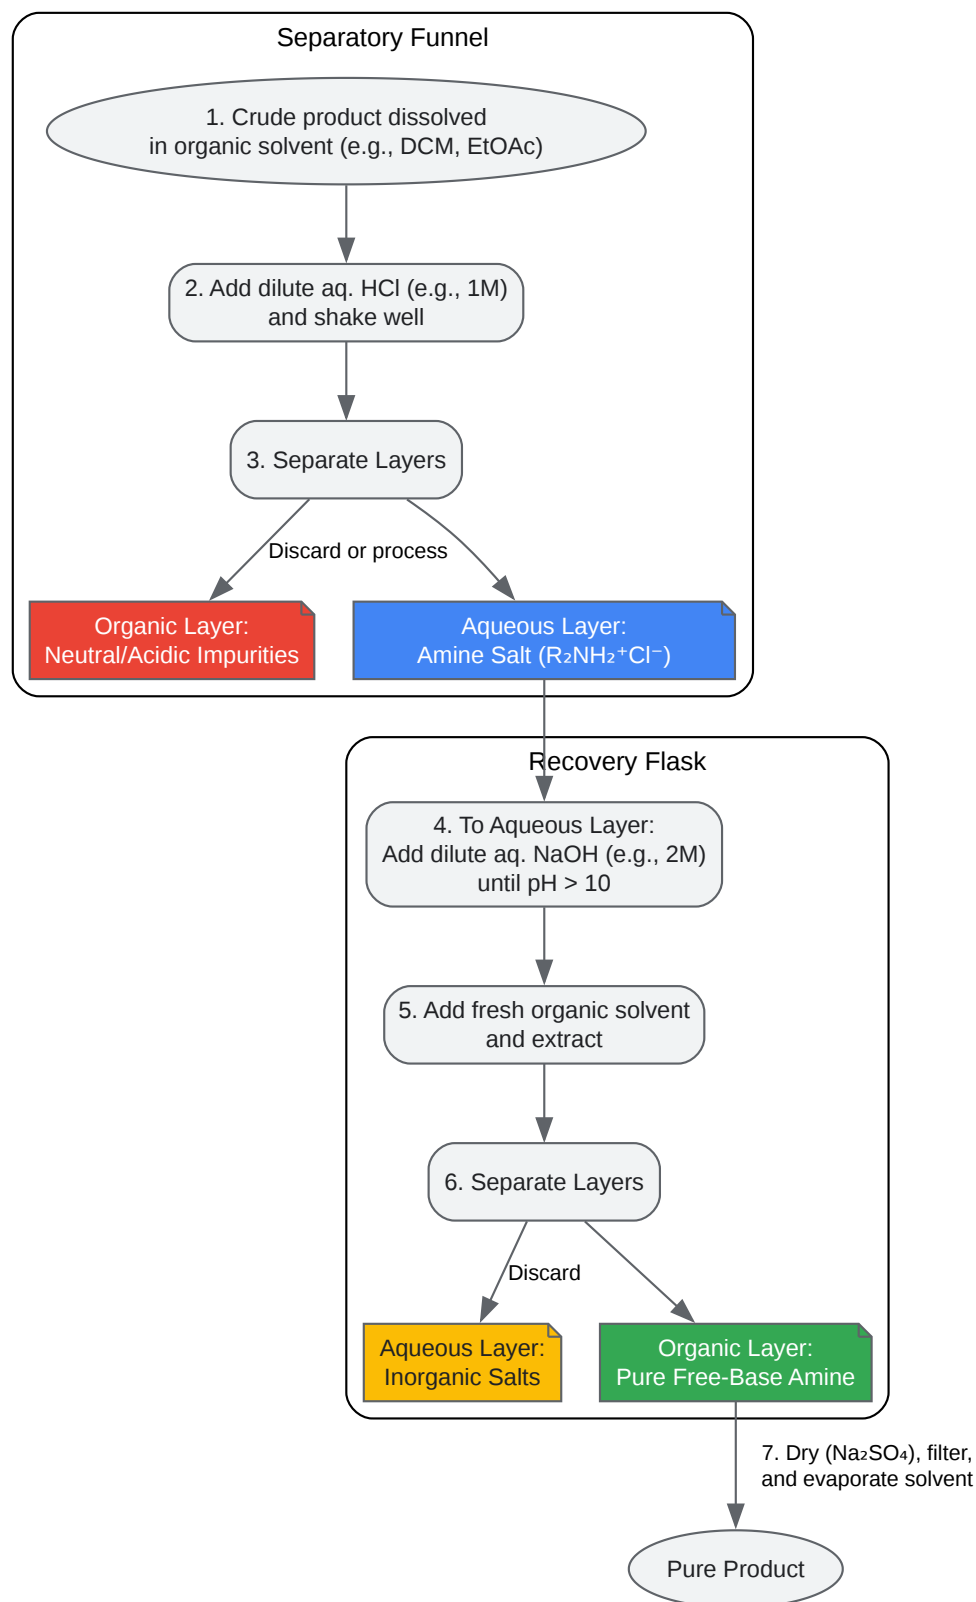 Separatory Funnel
1. Crude product dissolved
in organic solvent (e.g., DCM, EtOAc)
2. Add dilute aq. HCl (e.g., 1M)
and shake well
3. Separate Layers
Discard or process
Organic Layer:
Neutral/Acidic Impurities
Aqueous Layer:
Amine Salt (R₂NH₂⁺Cl⁻)
Recovery Flask
4. To Aqueous Layer:
Add dilute aq. NaOH (e.g., 2M)
until pH > 10
5. Add fresh organic solvent
and extract
6. Separate Layers
Discard
Aqueous Layer:
Inorganic Salts
Organic Layer:
Pure Free-Base Amine
7. Dry (Na₂SO₄), filter,
and evaporate solvent
Pure Product